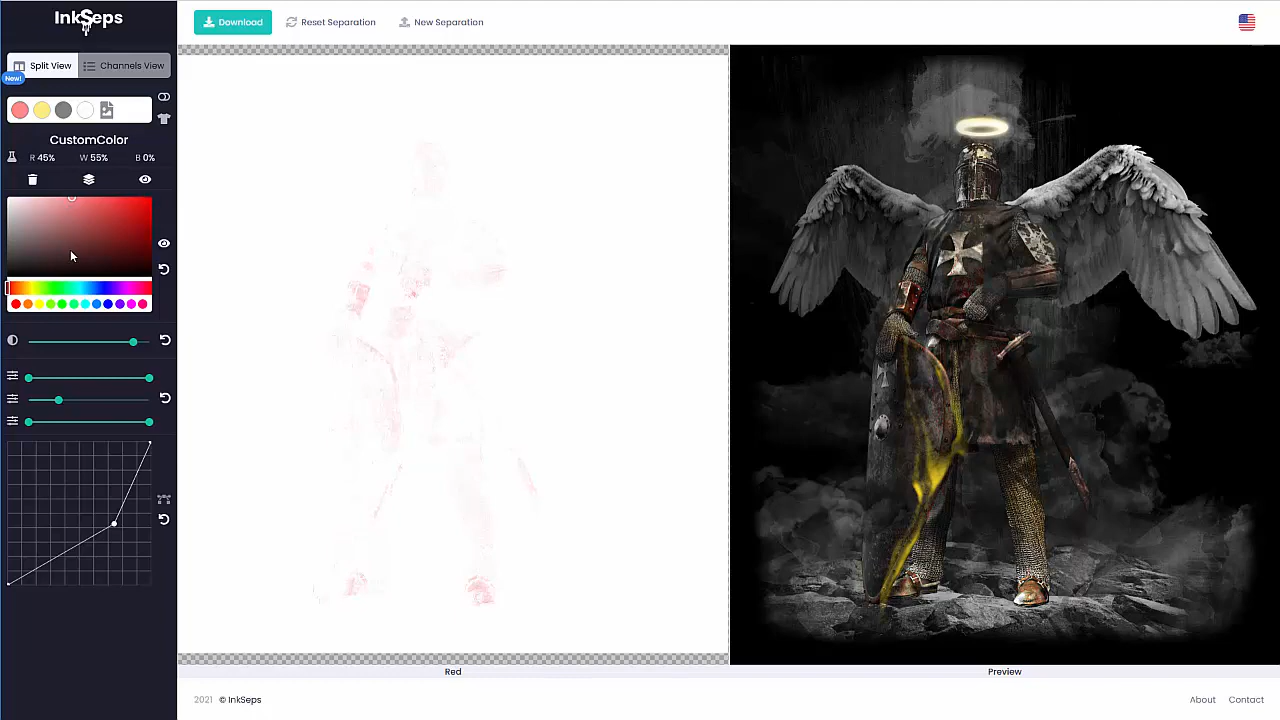 InkSeps
Download
Reset Separation
New Separation
Split View
Channels View
New!
CustomColor
R 45%
W 55%
B 0%
Red
Preview
2021 © InkSeps
About
Contact